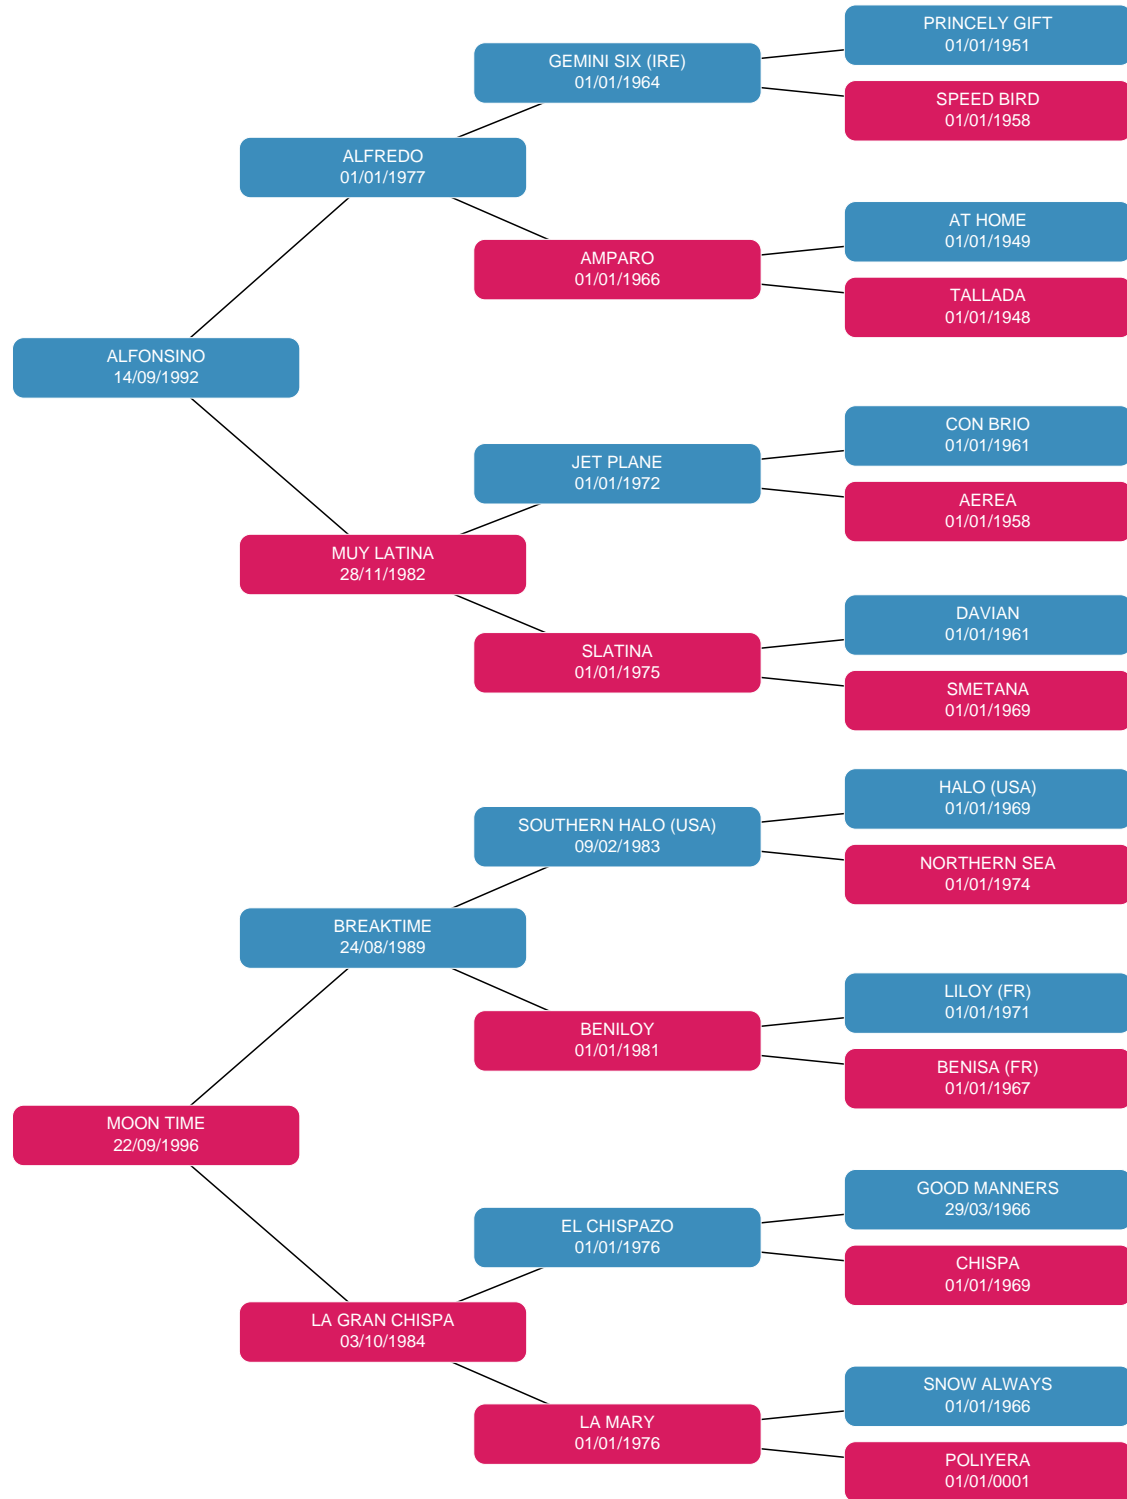 PRINCELY GIFT
01/01/1951
GEMINI SIX (IRE)
01/01/1964
SPEED BIRD
01/01/1958
ALFREDO
01/01/1977
AT HOME
01/01/1949
AMPARO
01/01/1966
TALLADA
01/01/1948
ALFONSINO
14/09/1992
CON BRIO
01/01/1961
JET PLANE
01/01/1972
AEREA
01/01/1958
MUY LATINA
28/11/1982
DAVIAN
01/01/1961
SLATINA
01/01/1975
SMETANA
01/01/1969
HALO (USA)
01/01/1969
SOUTHERN HALO (USA)
09/02/1983
NORTHERN SEA
01/01/1974
BREAKTIME
24/08/1989
LILOY (FR)
01/01/1971
BENILOY
01/01/1981
BENISA (FR)
01/01/1967
MOON TIME
22/09/1996
GOOD MANNERS
29/03/1966
EL CHISPAZO
01/01/1976
CHISPA
01/01/1969
LA GRAN CHISPA
03/10/1984
SNOW ALWAYS
01/01/1966
LA MARY
01/01/1976
POLIYERA
01/01/0001